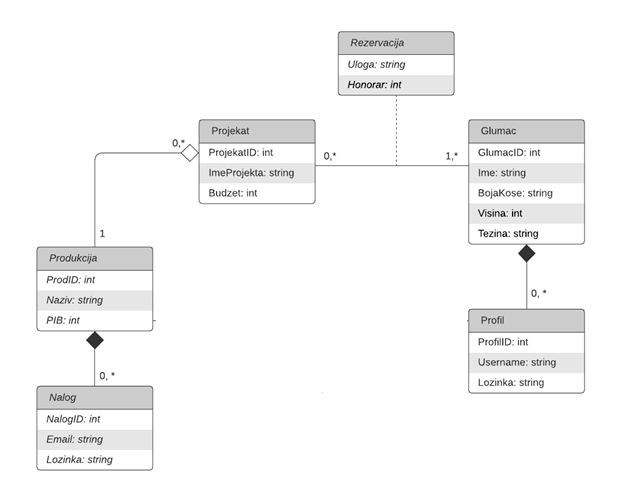 Rezervacija
Uloga: string
Honorar: int
Projekat
ProjekatID: int
ImeProjekta: string
Budzet: int
Glumac
GlumacID: int
Ime: string
BojaKose: string
Visina: int
Tezina: string
0,*
0,*
1,*
1
Produkcija
ProdID: int
Naziv: string
PIB: int
0, *
Profil
ProfilID: int
Username: string
Lozinka: string
0, *
Nalog
NalogID: int
Email: string
Lozinka: string